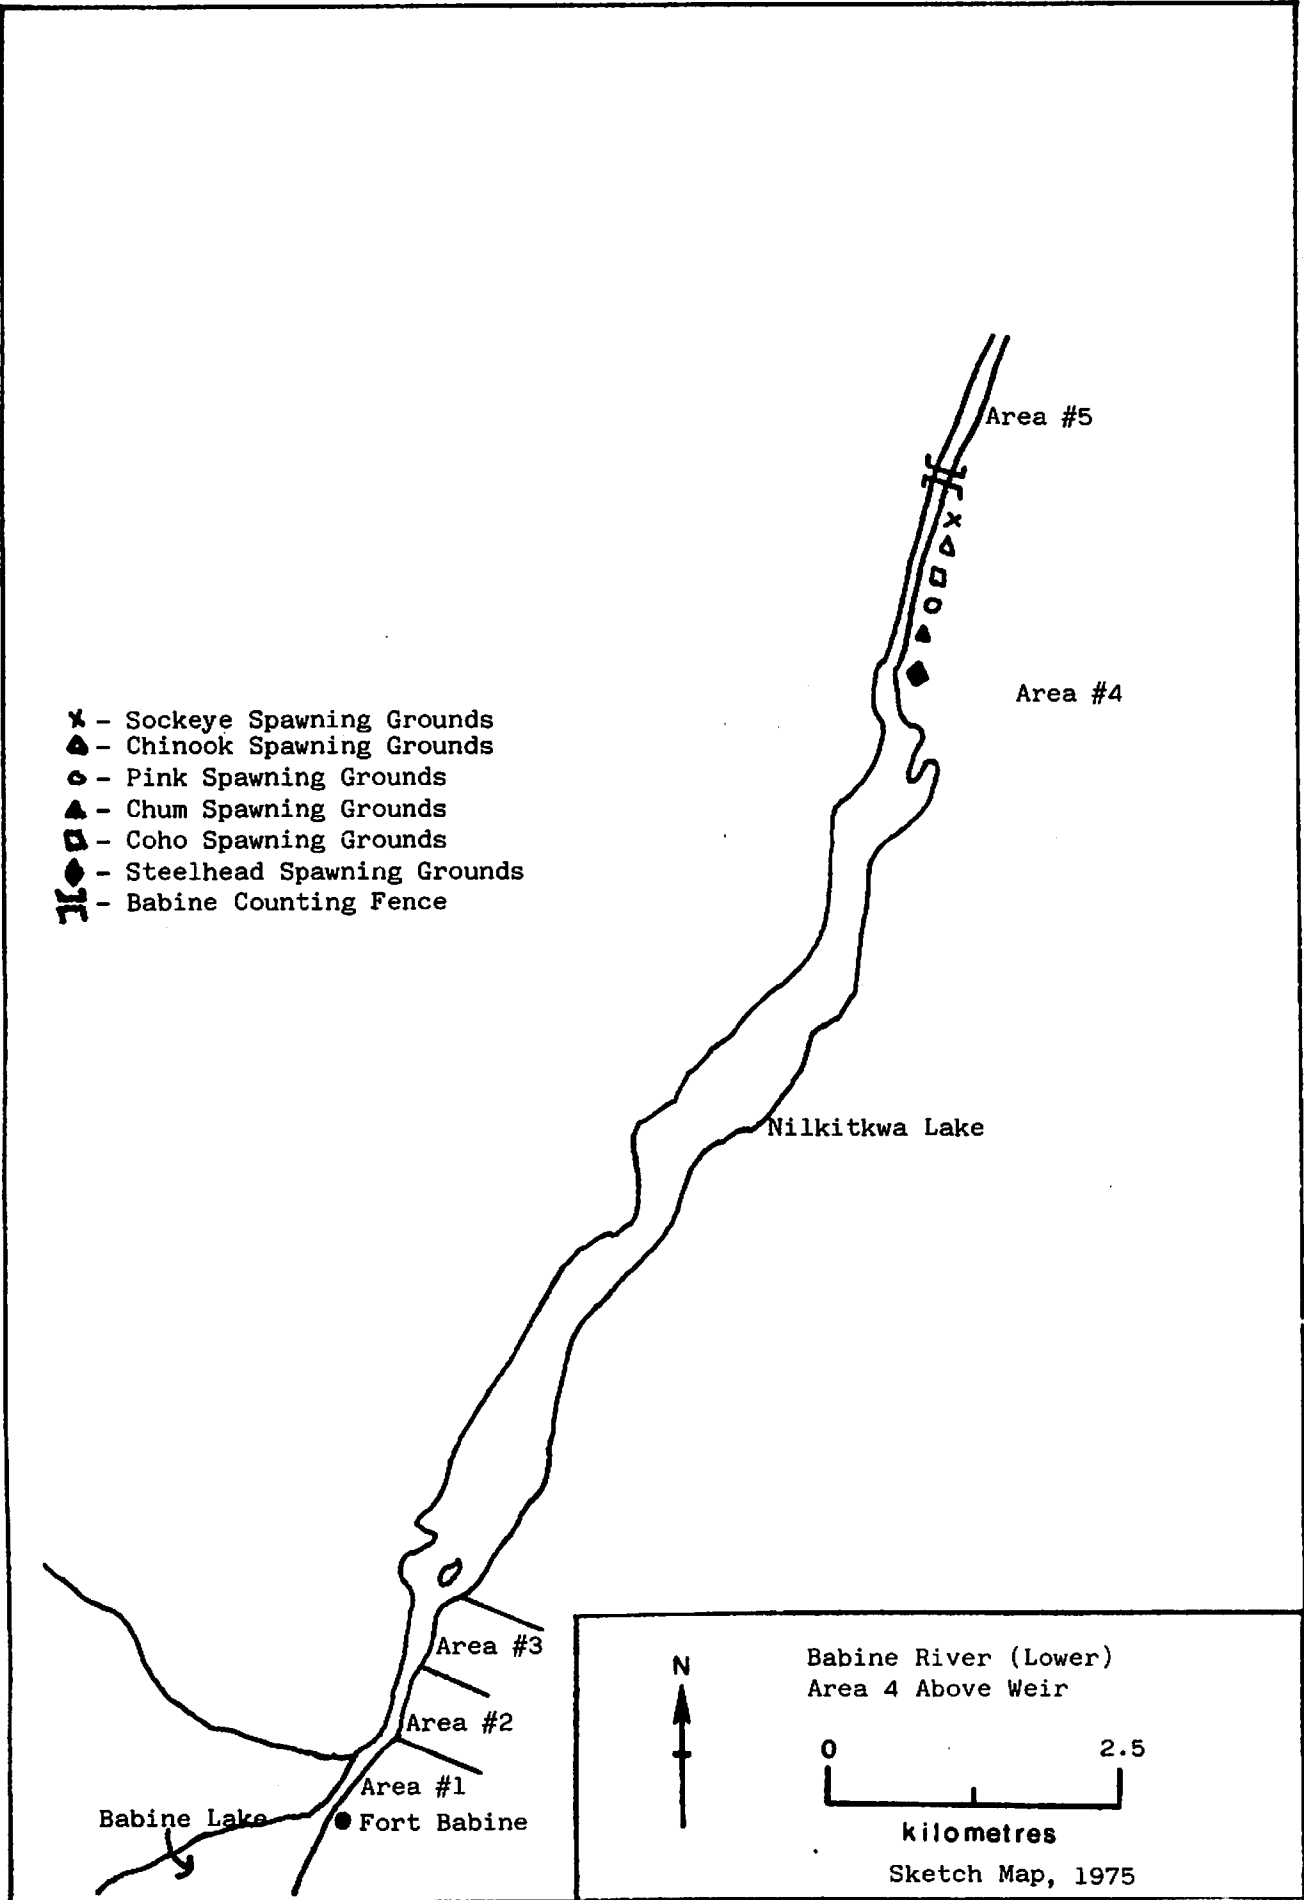 Area #5
Area #4
– Sockeye Spawning Grounds
– Chinook Spawning Grounds
– Pink Spawning Grounds
– Chum Spawning Grounds
– Coho Spawning Grounds
– Steelhead Spawning Grounds
– Babine Counting Fence
Nilkitkwa Lake
Area #3
Area #2
Area #1
Babine Lake
Fort Babine
N
Babine River (Lower)
Area 4 Above Weir
0 2.5
kilometres
Sketch Map, 1975